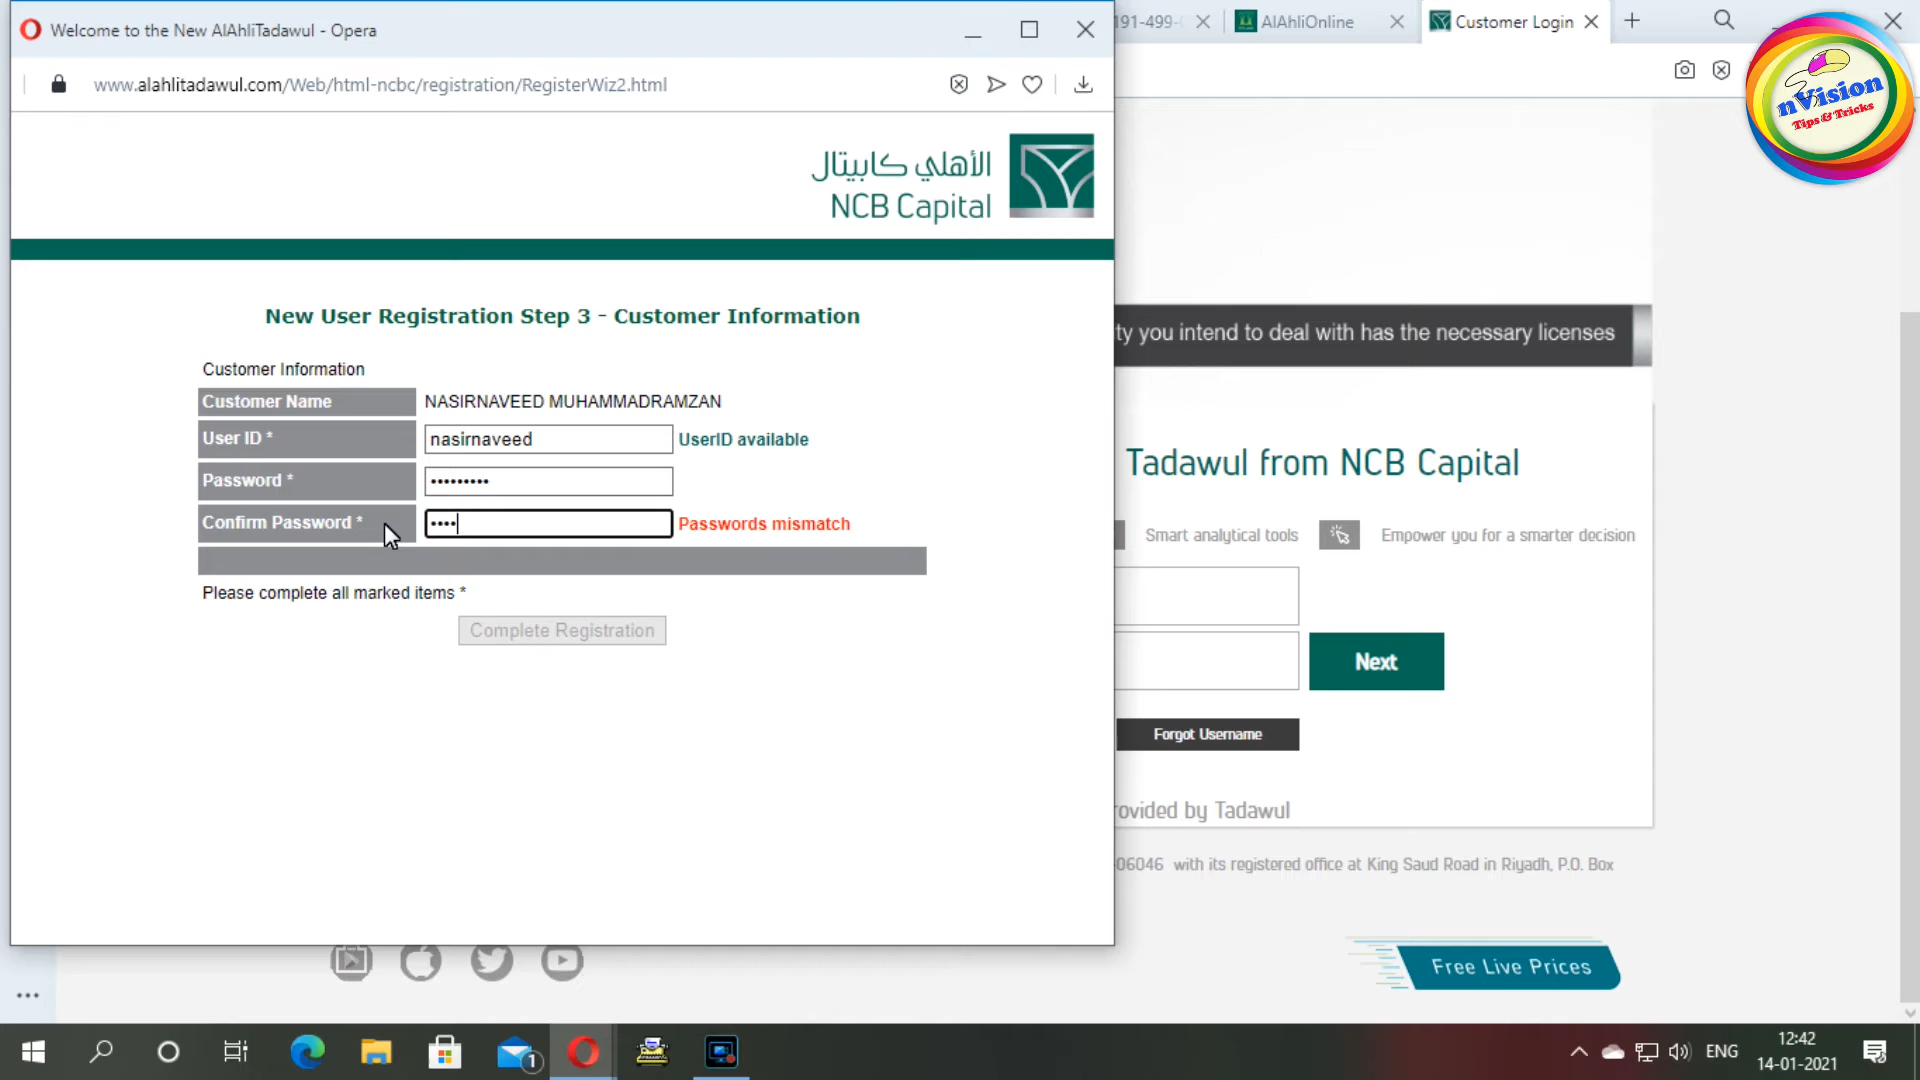 Welcome to the New AlAhliTadawul - Opera
www.alahlitadawul.com/Web/html-ncbc/registration/RegisterWiz2.html
الأهلي كابيتال
NCB Capital
New User Registration Step 3 - Customer Information
Customer Information
Customer Name NASIRNAVEED MUHAMMADRAMZAN
User ID * nasirnaveed UserID available
Password * •••••••••
Confirm Password * •••• Passwords mismatch
Please complete all marked items *
Complete Registration
191-499-
AlAhliOnline
Customer Login
nVision
Tips & Tricks
ty you intend to deal with has the necessary licenses
Tadawul from NCB Capital
Smart analytical tools
Empower you for a smarter decision
Next
Forgot Username
rovided by Tadawul
06046 with its registered office at King Saud Road in Riyadh, P.O. Box
Free Live Prices
1
ENG
12:42
14-01-2021